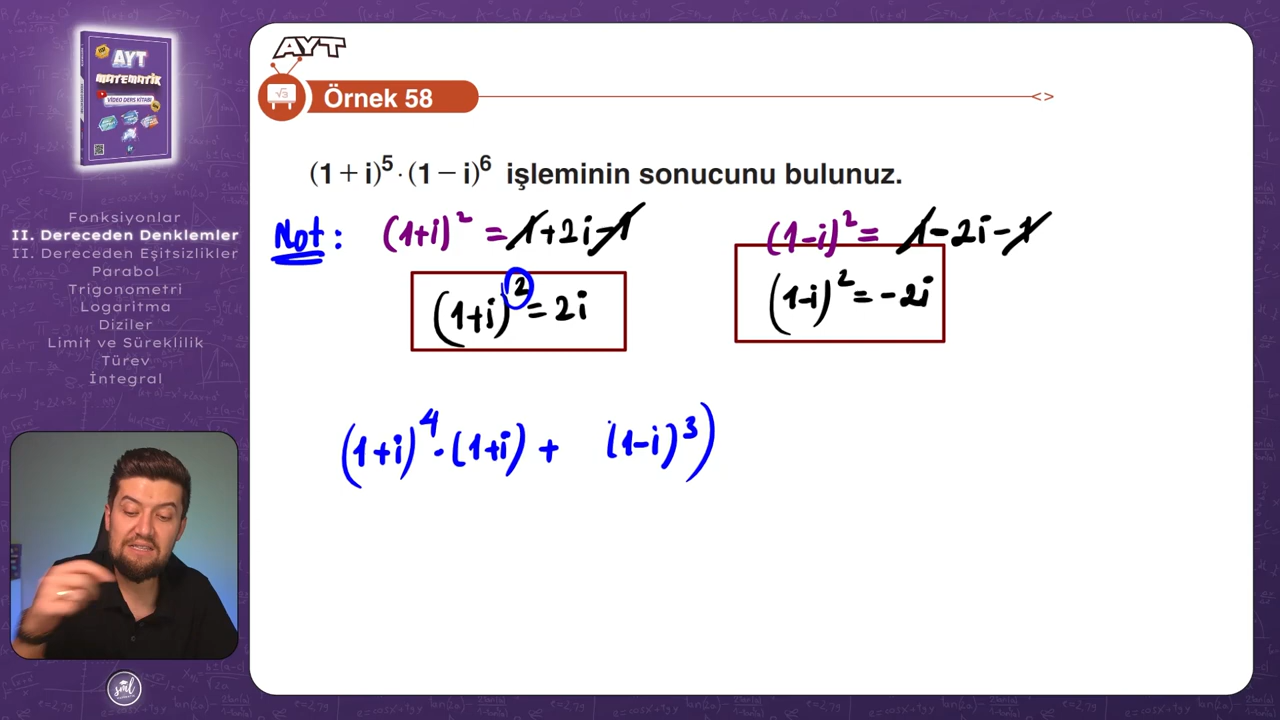 AYT
MATEMATİK
VİDEO DERS KİTABI
Fonksiyonlar
II. Dereceden Denklemler
II. Dereceden Eşitsizlikler
Parabol
Trigonometri
Logaritma
Diziler
Limit ve Süreklilik
Türev
İntegral
sml
AYT
√3 Örnek 58 <>
(1+i)⁵·(1−i)⁶ işleminin sonucunu bulunuz.
Not: (1+i)² = 1+2i-1 (1-i)² = 1-2i-1
(1+i)² = 2i (1-i)² = -2i
(1+i)⁴·(1+i) + (1-i)³)